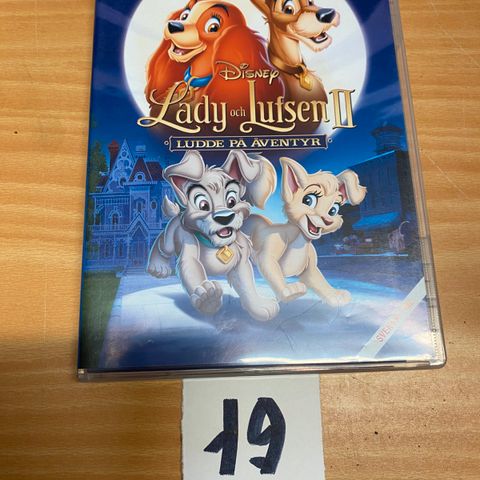 Disney
Lady och Lufsen II
LUDDE PÅ ÄVENTYR
19